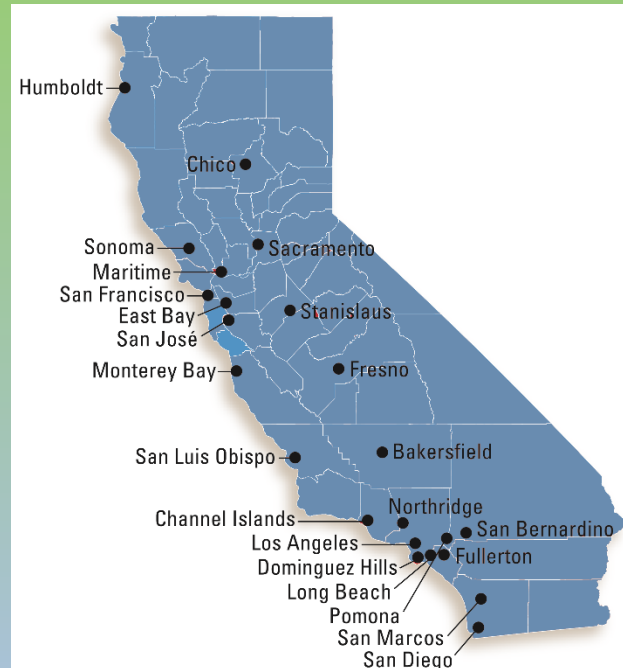 Humboldt
Chico
Sonoma
Sacramento
Maritime
San Francisco
East Bay
Stanislaus
San José
Monterey Bay
Fresno
San Luis Obispo
Bakersfield
Channel Islands
Northridge
San Bernardino
Los Angeles
Fullerton
Dominguez Hills
Long Beach
Pomona
San Marcos
San Diego